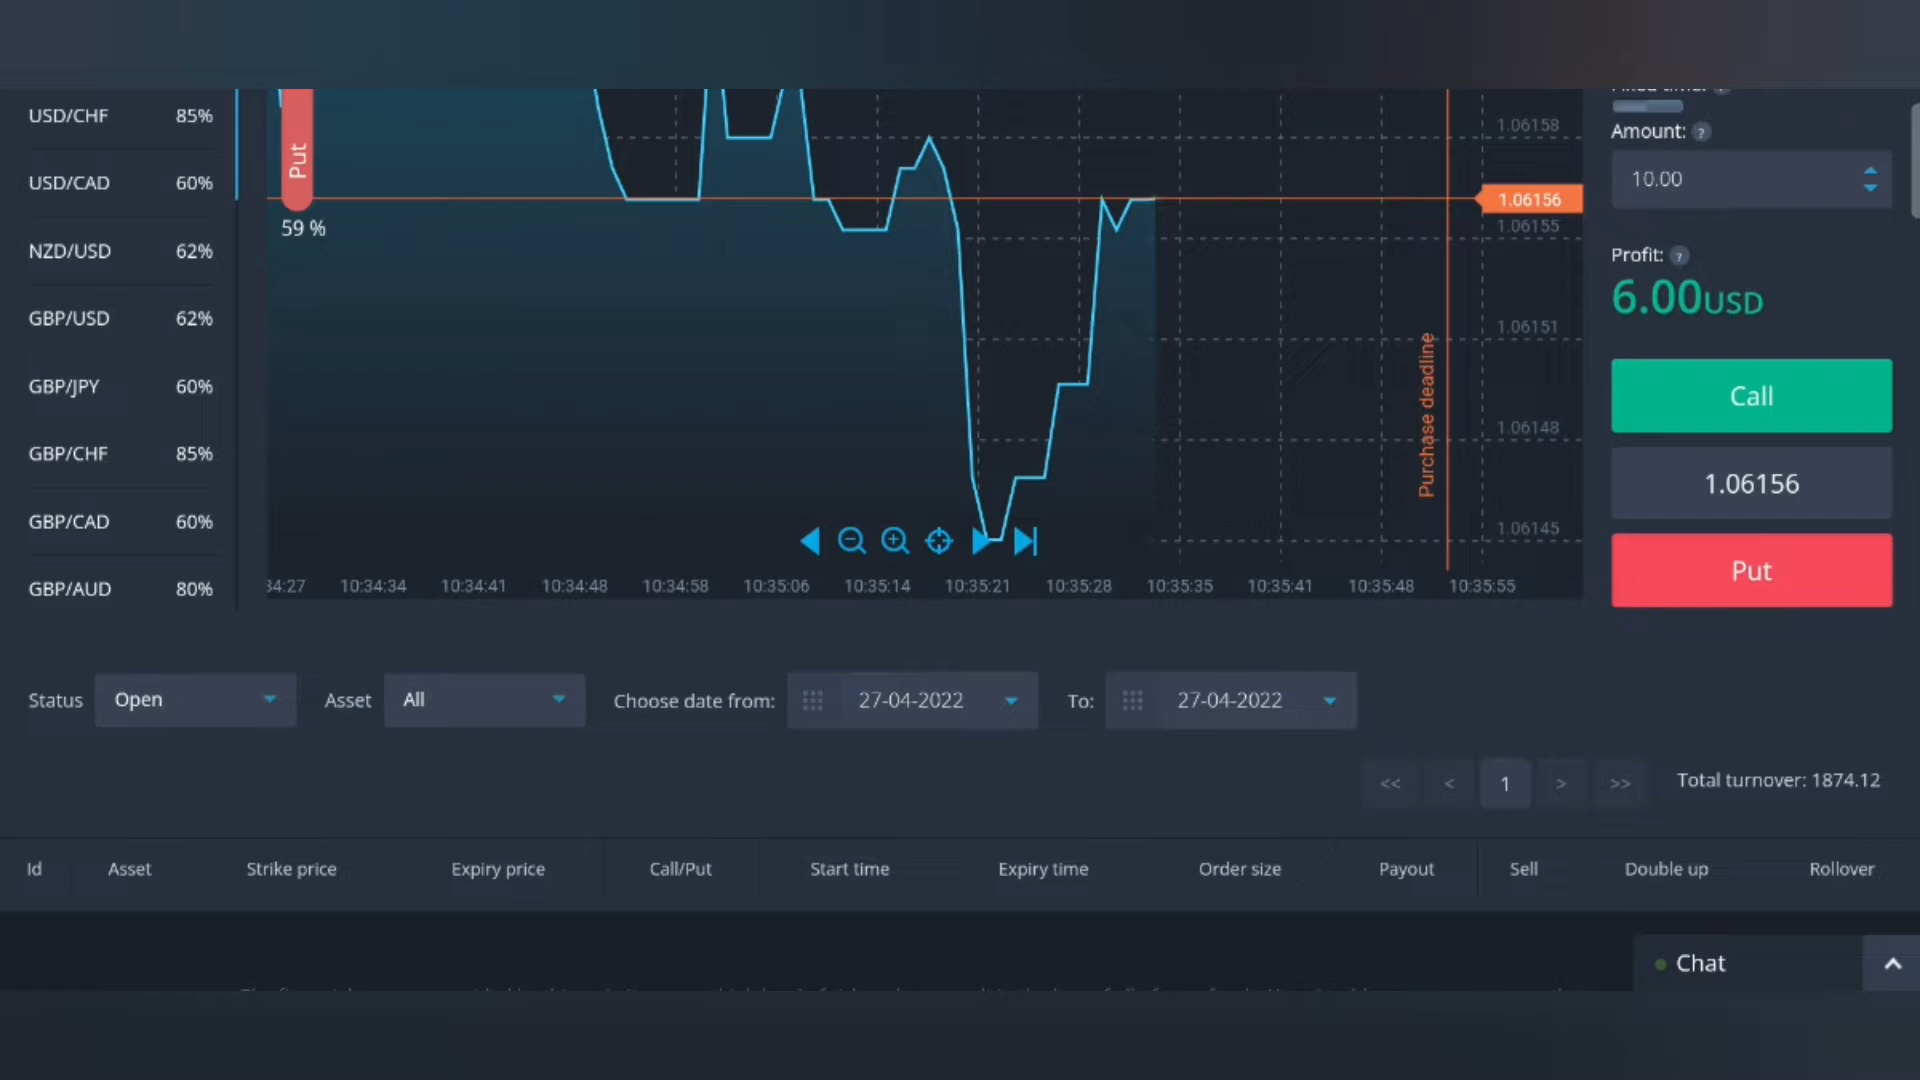 USD/CHF 85%
USD/CAD 60%
NZD/USD 62%
GBP/USD 62%
GBP/JPY 60%
GBP/CHF 85%
GBP/CAD 60%
GBP/AUD 80%
Put
59 %
1.06158
1.06156
1.06155
1.06151
1.06148
1.06145
Purchase deadline
34:27 10:34:34 10:34:41 10:34:48 10:34:58 10:35:06 10:35:14 10:35:21 10:35:28 10:35:35 10:35:41 10:35:48 10:35:55
Amount: ?
10.00
Profit: ?
6.00USD
Call
1.06156
Put
Status Open Asset All Choose date from: 27-04-2022 To: 27-04-2022
<< < 1 > >> Total turnover: 1874.12
Id Asset Strike price Expiry price Call/Put Start time Expiry time Order size Payout Sell Double up Rollover
Chat